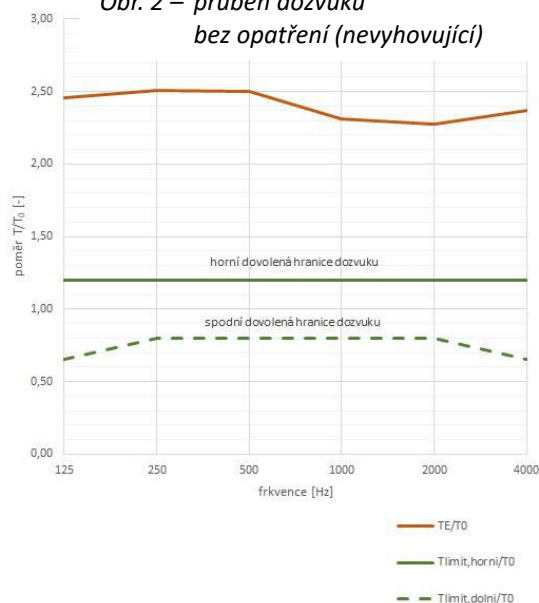 Obr. 2 – průběh dozvuku
bez opatření (nevyhovující)
3,00
2,50
2,00
1,50
1,00
0,50
0,00
poměr T/T0 [-]
horní dovolená hranice dozvuku
spodní dovolená hranice dozvuku
125 250 500 1000 2000 4000
frkvence [Hz]
TE/T0
Tlimit,horní/T0
Tlimit,dolní/T0